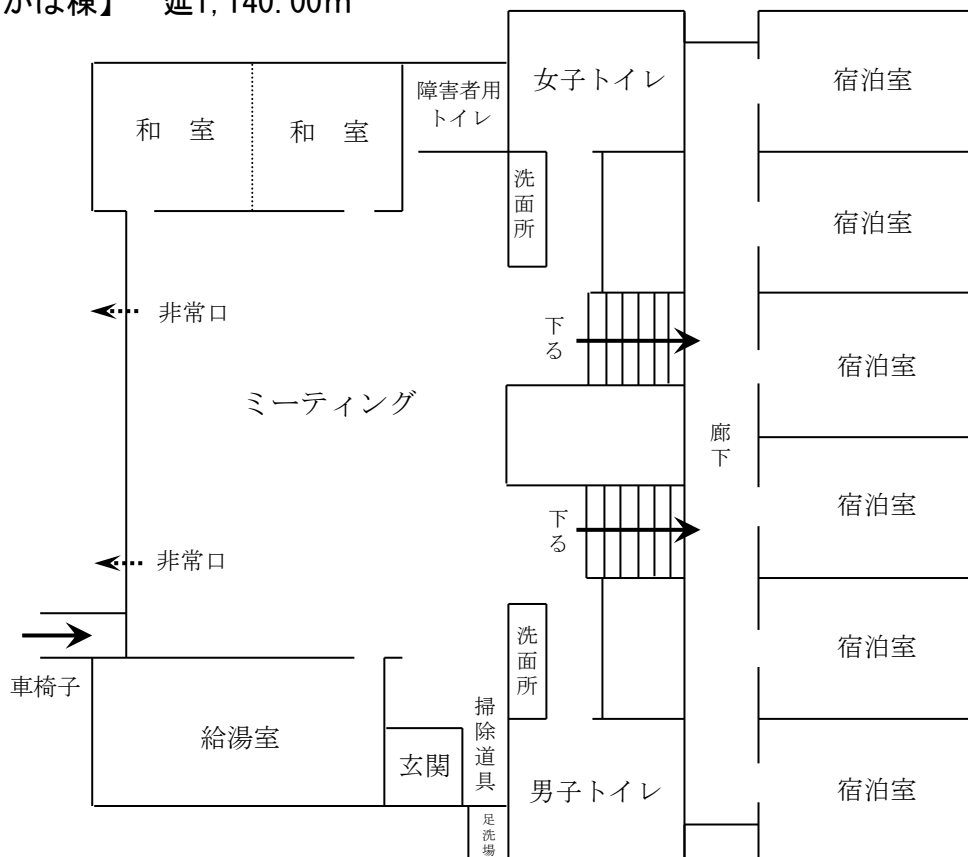 かば棟】　延1,140.00m
女子トイレ
宿泊室
障害者用
トイレ
和　室
和　室
洗面所
宿泊室
非常口
下る
宿泊室
ミーティング
廊下
宿泊室
下る
非常口
車椅子
洗面所
宿泊室
給湯室
掃除道具
玄関
男子トイレ
宿泊室
足洗場